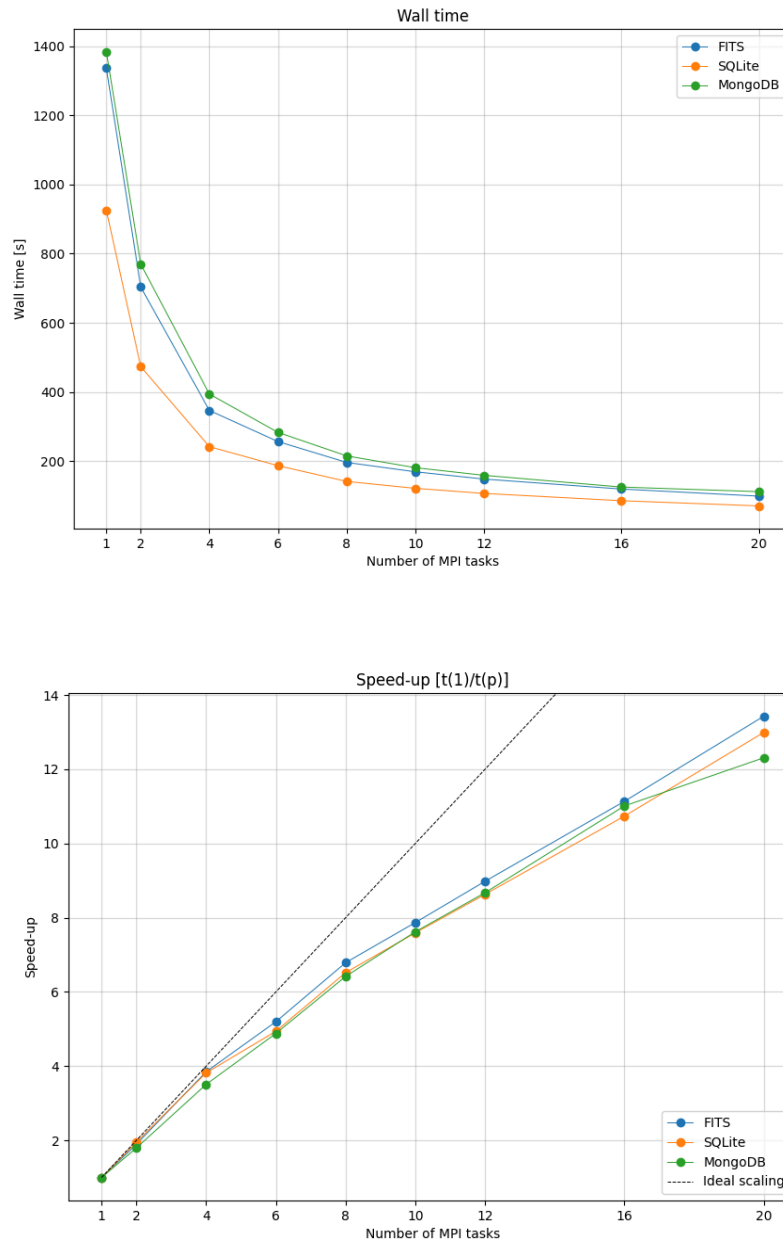 Wall time
1400
1200
1000
800
600
400
200
Wall time [s]
FITS
SQLite
MongoDB
1 2 4 6 8 10 12 16 20
Number of MPI tasks
Speed-up [t(1)/t(p)]
14
12
10
8
6
4
2
Speed-up
FITS
SQLite
MongoDB
Ideal scaling
1 2 4 6 8 10 12 16 20
Number of MPI tasks